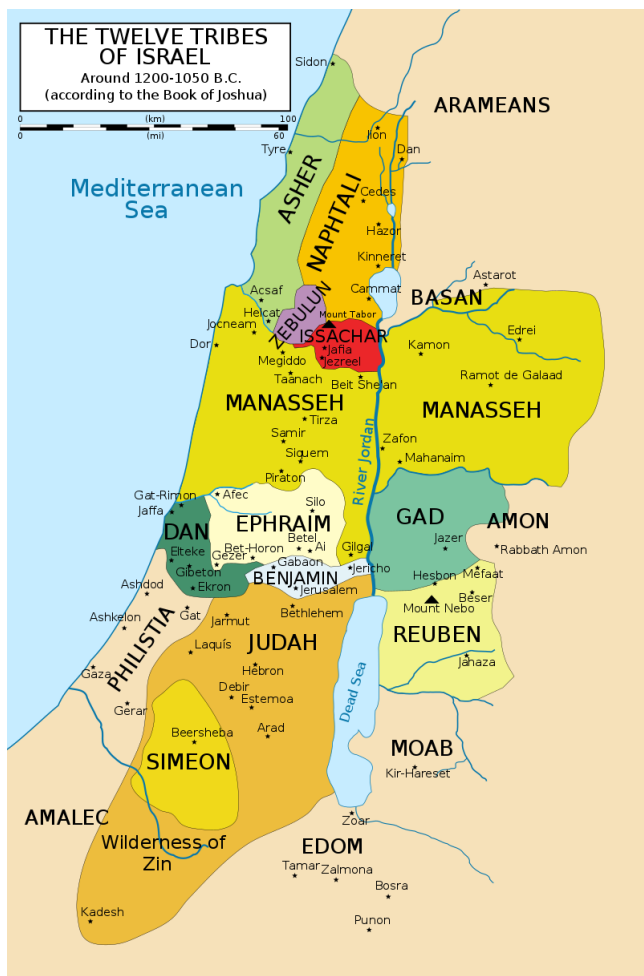 THE TWELVE TRIBES
OF ISRAEL
Around 1200-1050 B.C.
(according to the Book of Joshua)
0 (km) 100
0 (mi) 60
Sidon
ARAMEANS
Ijon
Tyre
Dan
ASHER
Mediterranean
Sea
NAPHTALI
Cedes
Hazor
Kinneret
Astarot
Cammat
BASAN
Acsaf
Helcat
ZEBULUN
Mount Tabor
Jocneam
ISSACHAR
Edrei
Dor
Jafia
Kamon
Megiddo
Jezreel
Taanach
Beit Shelan
Ramot de Galaad
MANASSEH
MANASSEH
Tirza
Samir
River Jordan
Zafon
Siquem
Mahanaim
Piraton
Gat-Rimon
Afec
Jaffa
Silo
EPHRAIM
GAD
AMON
DAN
Betel
Jazer
Rabbath Amon
Bet-Horon
Ai
Gilgal
Elteke
Gezer
Gabaon
Jericho
Méfaat
Gibeton
BENJAMIN
Hesbon
Ashdod
Ekron
Jerusalem
Béser
Mount Nebo
Gat
Bethlehem
Ashkelon
Jarmut
PHILISTIA
JUDAH
REUBEN
Laquís
Jahaza
Gaza
Hebron
Debir
Estemoa
Dead Sea
Gerar
Arad
Beersheba
MOAB
SIMEON
Kir-Hareset
AMALEC
Zoar
Wilderness of
Zin
EDOM
Tamar
Zalmona
Bosra
Kadesh
Punon